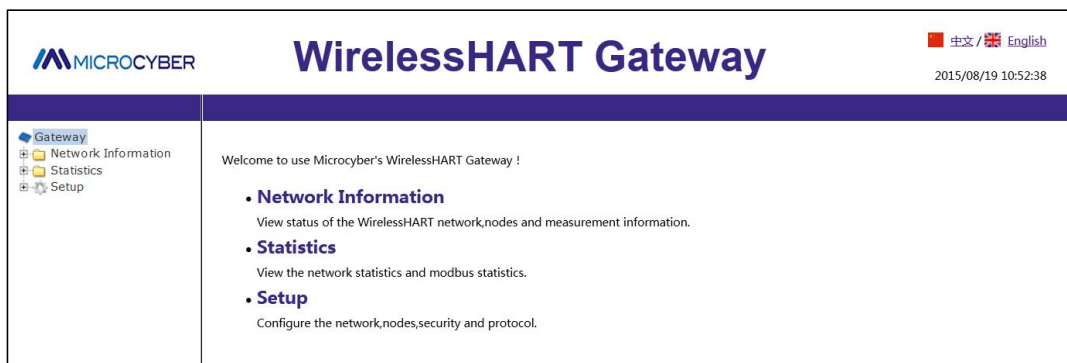 MICROCYBER
WirelessHART Gateway
中文 / English
2015/08/19 10:52:38
Gateway
Network Information
Statistics
Setup
Welcome to use Microcyber's WirelessHART Gateway !
• Network Information
View status of the WirelessHART network,nodes and measurement information.
• Statistics
View the network statistics and modbus statistics.
• Setup
Configure the network,nodes,security and protocol.